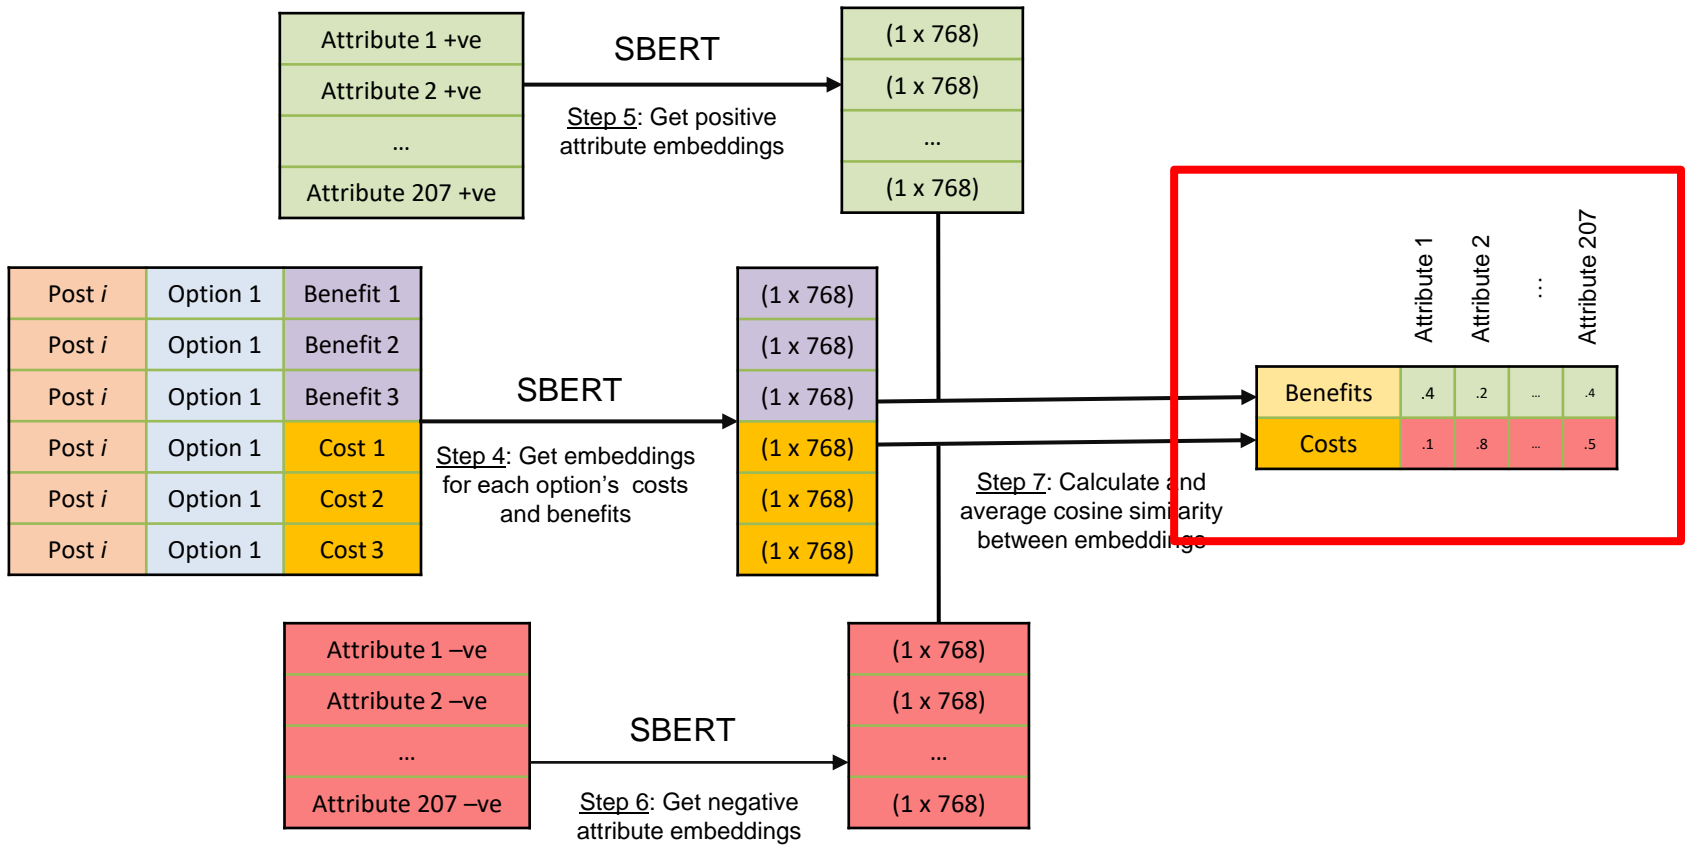 Attribute 1 +ve
Attribute 2 +ve
...
Attribute 207 +ve
SBERT
Step 5: Get positive
attribute embeddings
(1 x 768)
(1 x 768)
...
(1 x 768)
Post i Option 1 Benefit 1
Post i Option 1 Benefit 2
Post i Option 1 Benefit 3
Post i Option 1 Cost 1
Post i Option 1 Cost 2
Post i Option 1 Cost 3
SBERT
Step 4: Get embeddings
for each option's costs
and benefits
(1 x 768)
(1 x 768)
(1 x 768)
(1 x 768)
(1 x 768)
(1 x 768)
Step 7: Calculate and
average cosine similarity
between embeddings
Attribute 1
Attribute 2
...
Attribute 207
Benefits .4 .2 ... .4
Costs .1 .8 ... .5
Attribute 1 –ve
Attribute 2 –ve
...
Attribute 207 –ve
SBERT
Step 6: Get negative
attribute embeddings
(1 x 768)
(1 x 768)
...
(1 x 768)